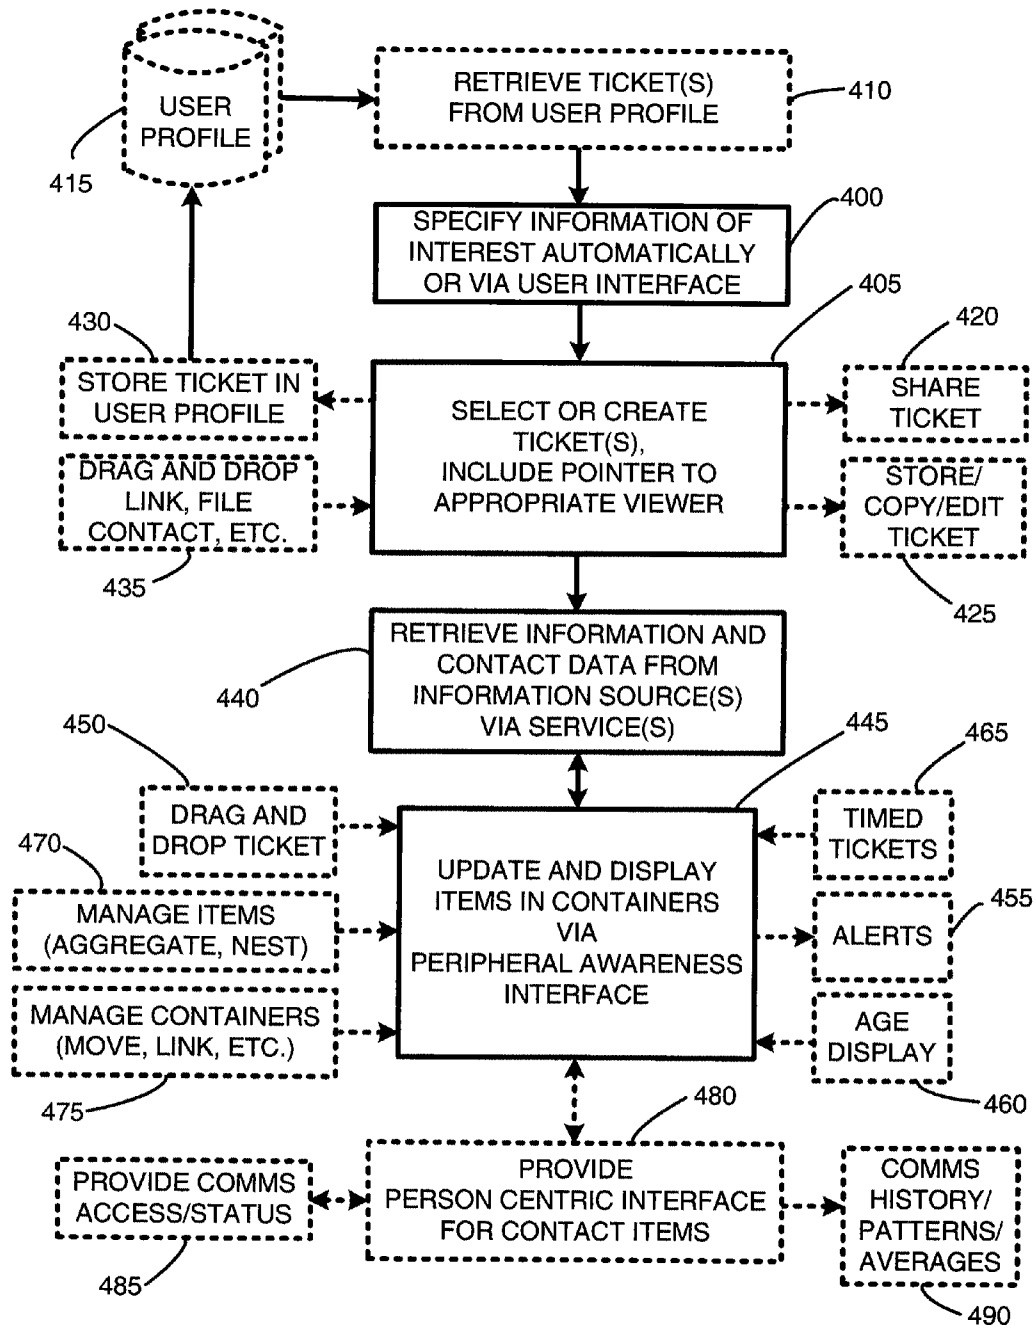 USER
PROFILE
415
RETRIEVE TICKET(S)
FROM USER PROFILE
410
SPECIFY INFORMATION OF
INTEREST AUTOMATICALLY
OR VIA USER INTERFACE
400
405
430
STORE TICKET IN
USER PROFILE
SELECT OR CREATE
TICKET(S),
INCLUDE POINTER TO
APPROPRIATE VIEWER
420
SHARE
TICKET
DRAG AND DROP
LINK, FILE
CONTACT, ETC.
435
STORE/
COPY/EDIT
TICKET
425
RETRIEVE INFORMATION AND
CONTACT DATA FROM
INFORMATION SOURCE(S)
VIA SERVICE(S)
440
450
DRAG AND
DROP TICKET
445
465
TIMED
TICKETS
470
MANAGE ITEMS
(AGGREGATE, NEST)
UPDATE AND DISPLAY
ITEMS IN CONTAINERS
VIA
PERIPHERAL AWARENESS
INTERFACE
455
ALERTS
MANAGE CONTAINERS
(MOVE, LINK, ETC.)
475
AGE
DISPLAY
460
480
PROVIDE COMMS
ACCESS/STATUS
485
PROVIDE
PERSON CENTRIC INTERFACE
FOR CONTACT ITEMS
COMMS
HISTORY/
PATTERNS/
AVERAGES
490